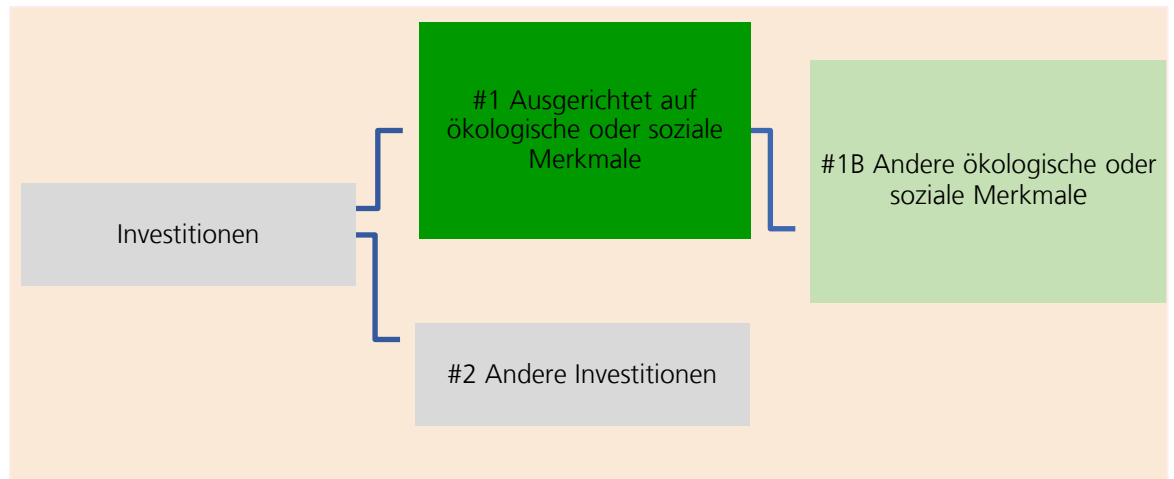 #1 Ausgerichtet auf
ökologische oder soziale
Merkmale
#1B Andere ökologische oder
soziale Merkmale
Investitionen
#2 Andere Investitionen